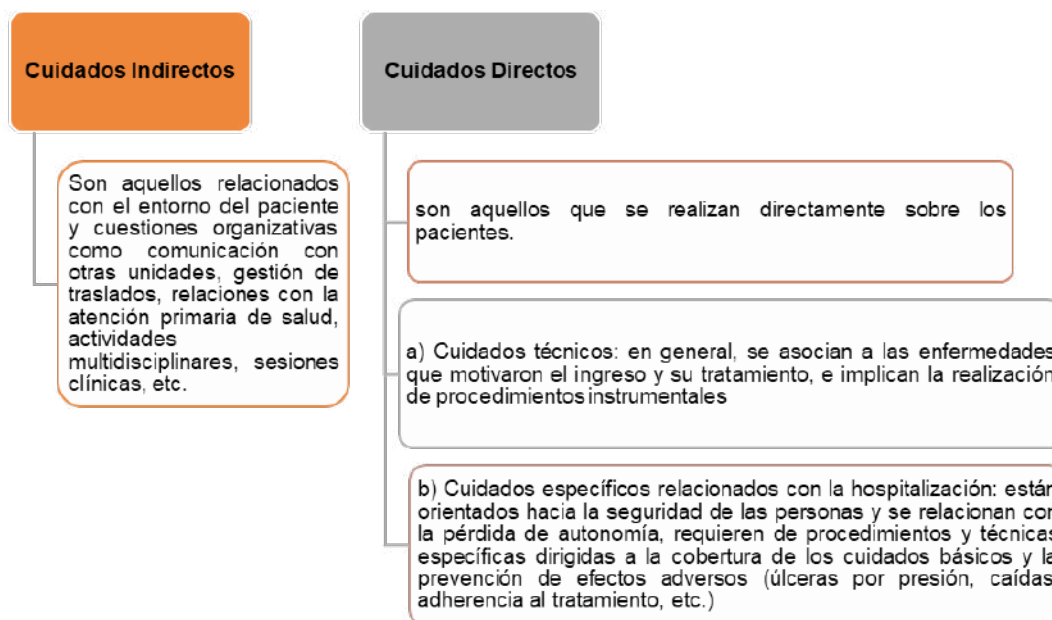 Cuidados Indirectos
Son aquellos relacionados
con el entorno del paciente
y cuestiones organizativas
como comunicación con
otras unidades, gestión de
traslados, relaciones con la
atención primaria de salud,
actividades
multidisciplinares, sesiones
clínicas, etc.
Cuidados Directos
son aquellos que se realizan directamente sobre los
pacientes.
a) Cuidados técnicos: en general, se asocian a las enfermedades
que motivaron el ingreso y su tratamiento, e implican la realización
de procedimientos instrumentales
b) Cuidados específicos relacionados con la hospitalización: están
orientados hacia la seguridad de las personas y se relacionan con
la pérdida de autonomía, requieren de procedimientos y técnicas
específicas dirigidas a la cobertura de los cuidados básicos y la
prevención de efectos adversos (úlceras por presión, caídas
adherencia al tratamiento, etc.)